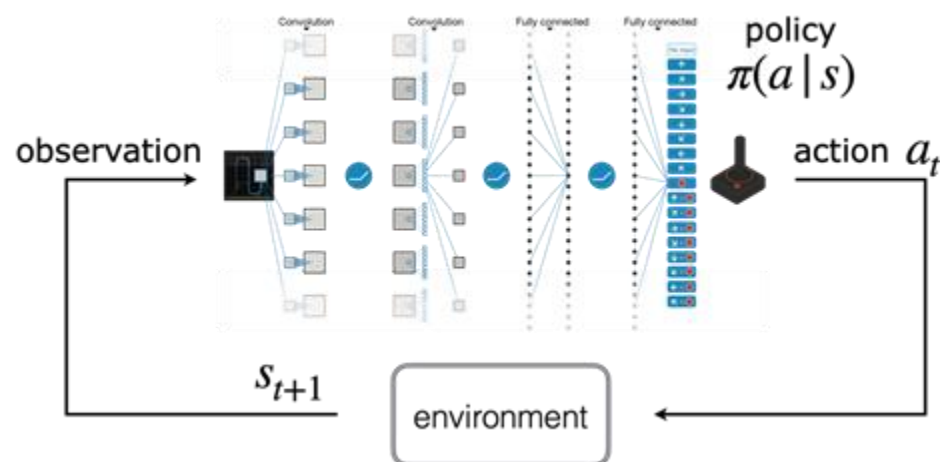 Convolution
Convolution
Fully connected
Fully connected
policy
π(a | s)
observation
action a_t
s_{t+1}
environment